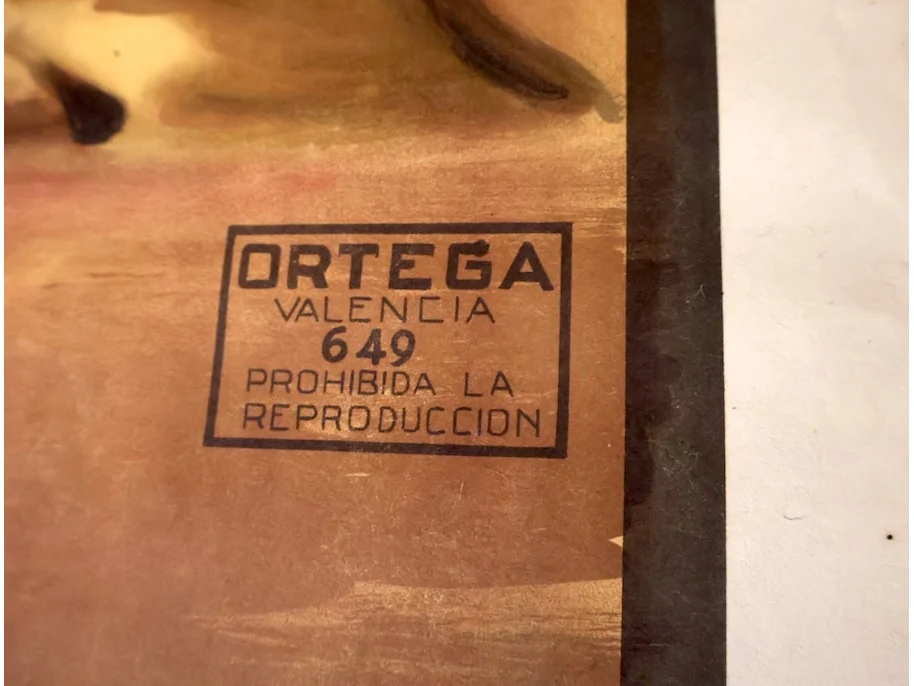 ORTEGA
VALENCIA
649
PROHIBIDA LA
REPRODUCCION